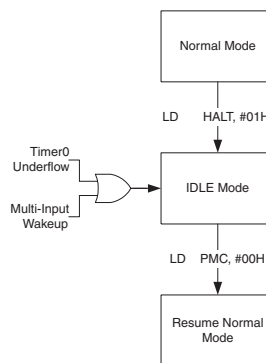 Normal Mode
LD HALT, #01H
Timer0
Underflow
Multi-Input
Wakeup
IDLE Mode
LD PMC, #00H
Resume Normal
Mode